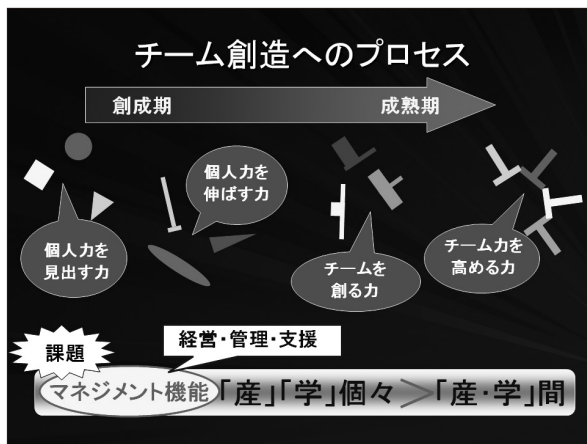 チーム創造へのプロセス
創成期
成熟期
個人力を
見出す力
個人力を
伸ばす力
チームを
創る力
チーム力を
高める力
課題
経営・管理・支援
マネジメント機能「産」「学」個々＞「産・学」間